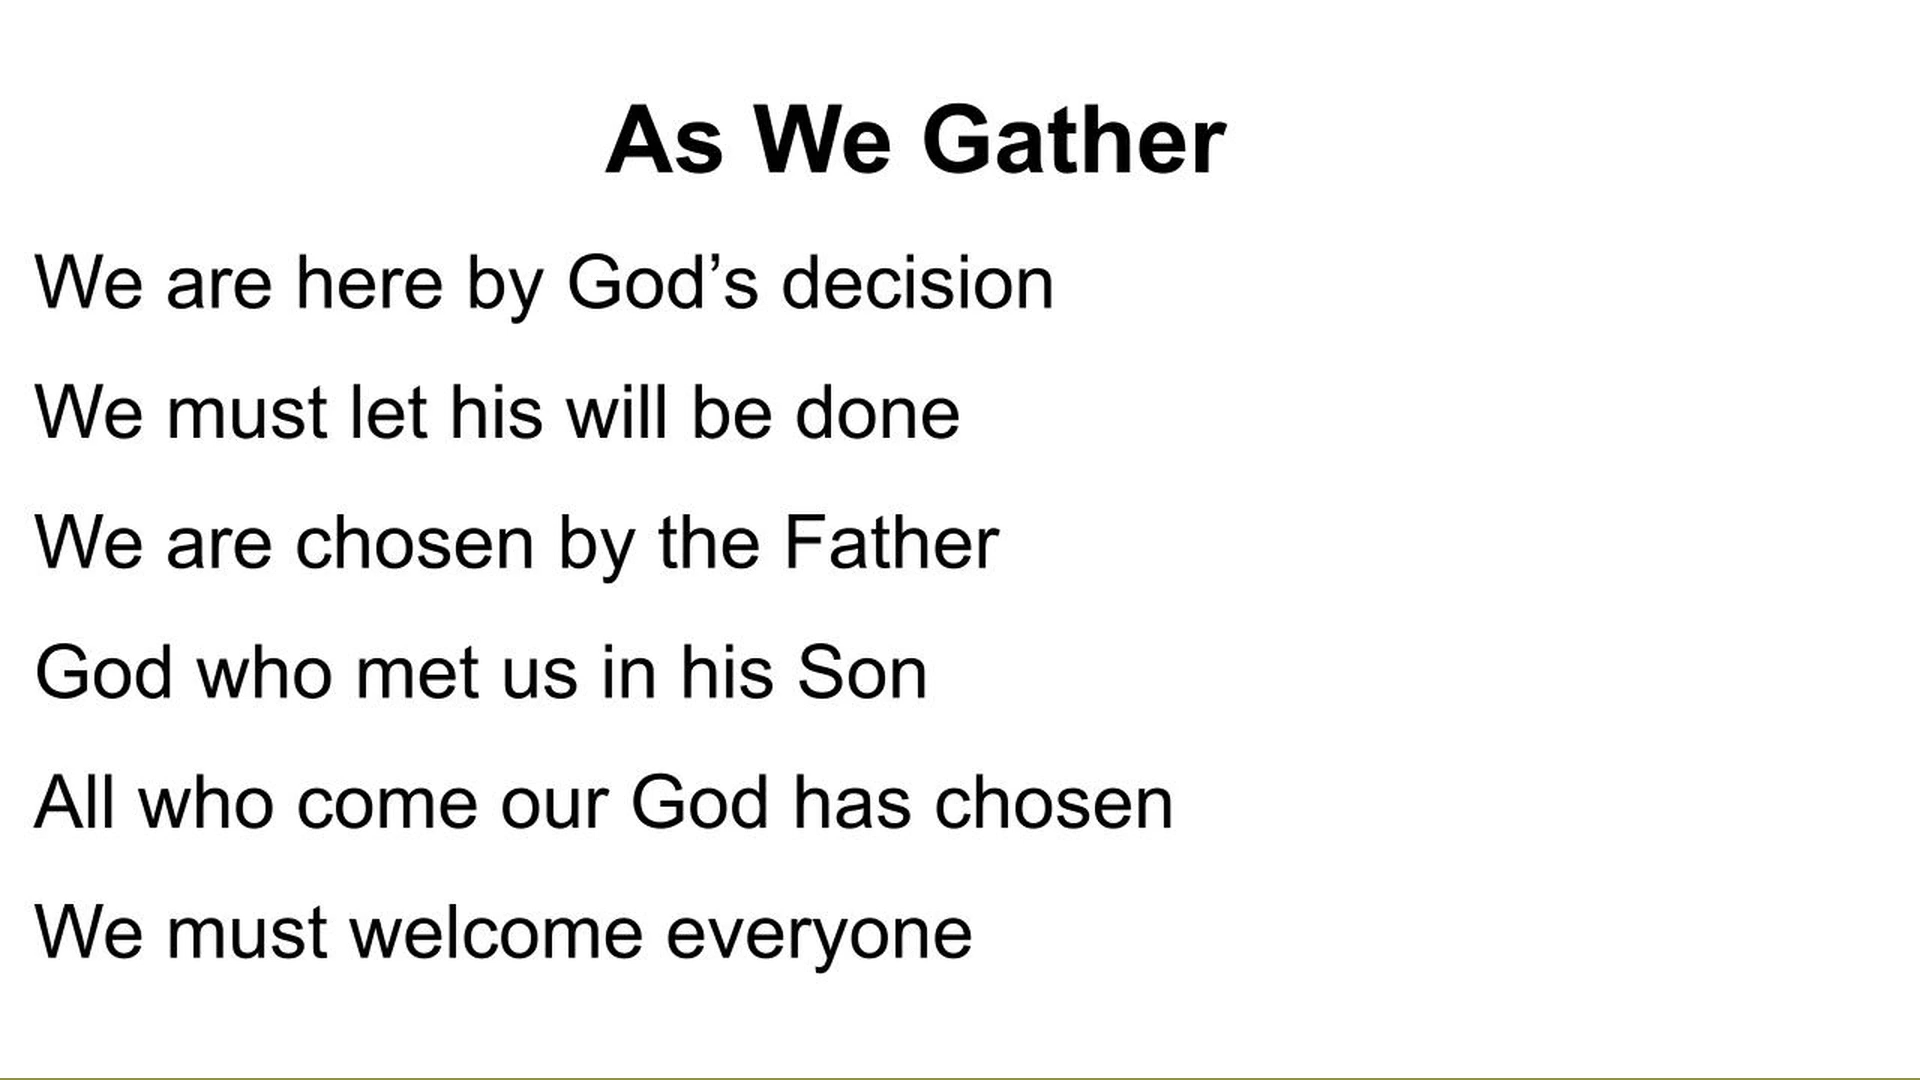 As We Gather
We are here by God’s decision
We must let his will be done
We are chosen by the Father
God who met us in his Son
All who come our God has chosen
We must welcome everyone